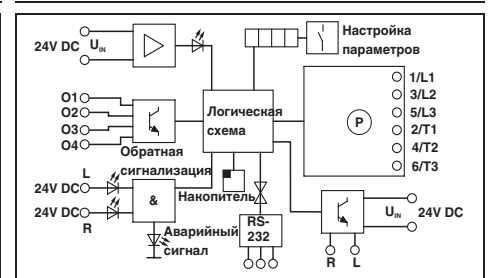 24V DC U_IN
Настройка
параметров
1/L1
3/L2
5/L3
2/T1
4/T2
6/T3
P
Логическая
схема
O1
O2
O3
O4
Обратная
сигнализация
L
24V DC
24V DC
R
&
Накопитель
Аварийный
сигнал
RS-
232
U_IN 24V DC
R L